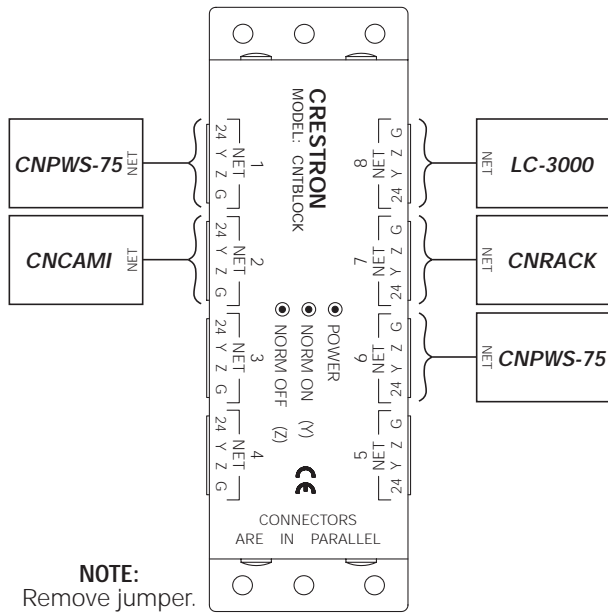 CRESTRON
MODEL: CNTBLOCK
CNPWS-75
NET
24 Y Z G
NET
1
CNCAMI
NET
24 Y Z G
NET
2
24 Y Z G
NET
3
24 Y Z G
NET
4
8
NET
24 Y Z G
NET
LC-3000
7
NET
24 Y Z G
NET
CNRACK
6
NET
24 Y Z G
NET
CNPWS-75
5
NET
24 Y Z G
POWER
NORM ON (Y)
NORM OFF (Z)
CE
CONNECTORS
ARE IN PARALLEL
NOTE:
Remove jumper.